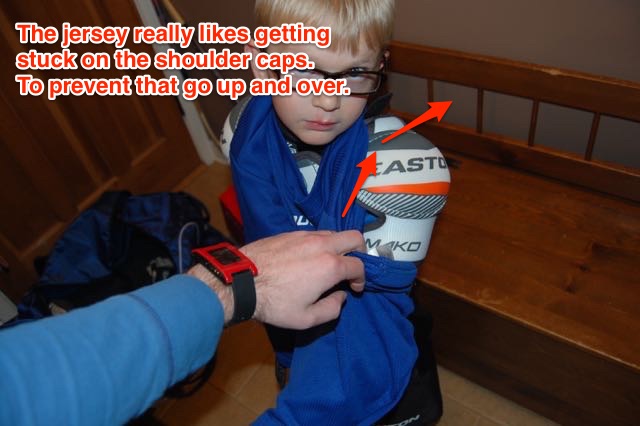 The jersey really likes getting
stuck on the shoulder caps.
To prevent that go up and over.
EASTO
MAKO